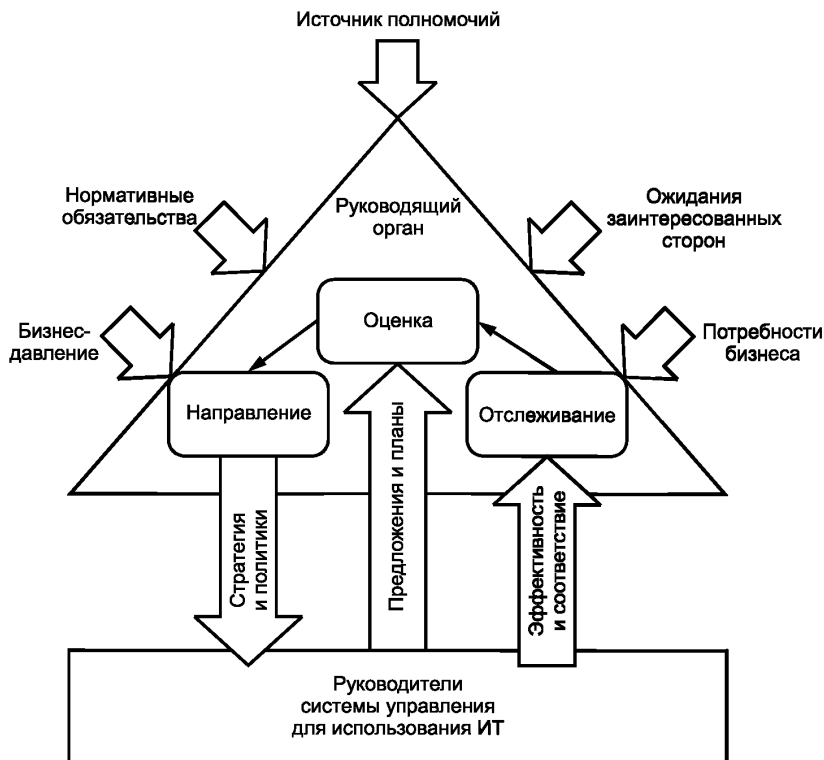 Источник полномочий
Нормативные
обязательства
Руководящий
орган
Ожидания
заинтересованных
сторон
Бизнес-
давление
Оценка
Потребности
бизнеса
Направление
Отслеживание
Стратегия
и политики
Предложения и планы
Эффективность
и соответствие
Руководители
системы управления
для использования ИТ